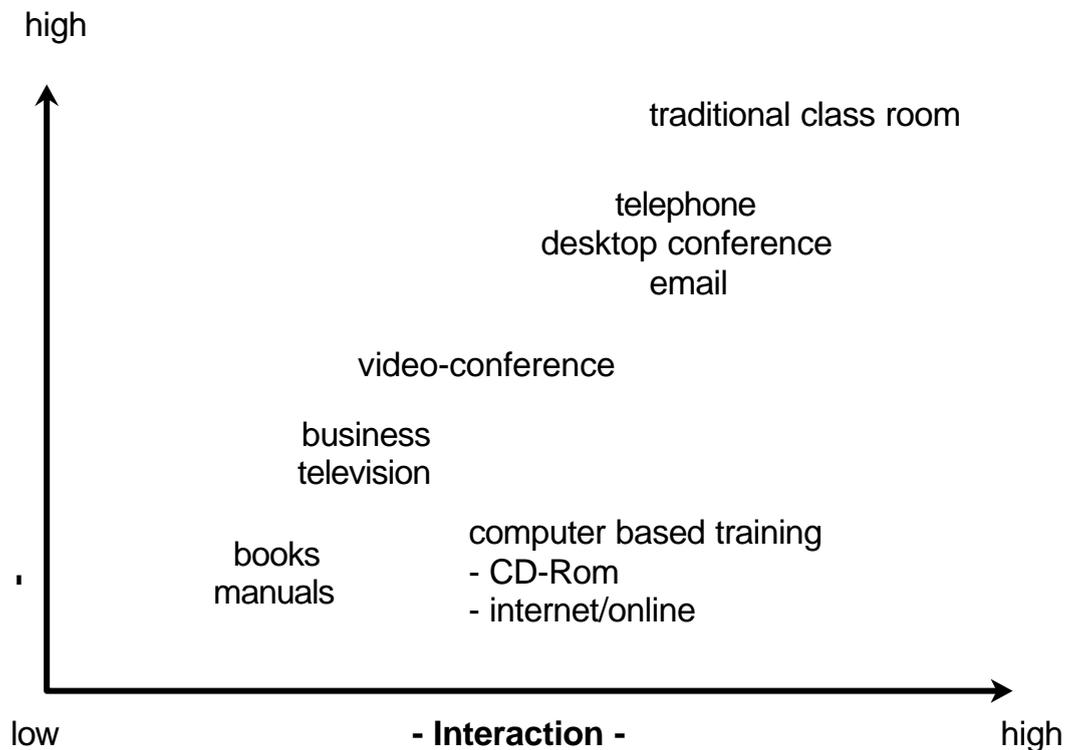 high
traditional class room
telephone
desktop conference
email
video-conference
business
television
computer based training
books
- CD-Rom
manuals
- internet/online
low
- Interaction -
high